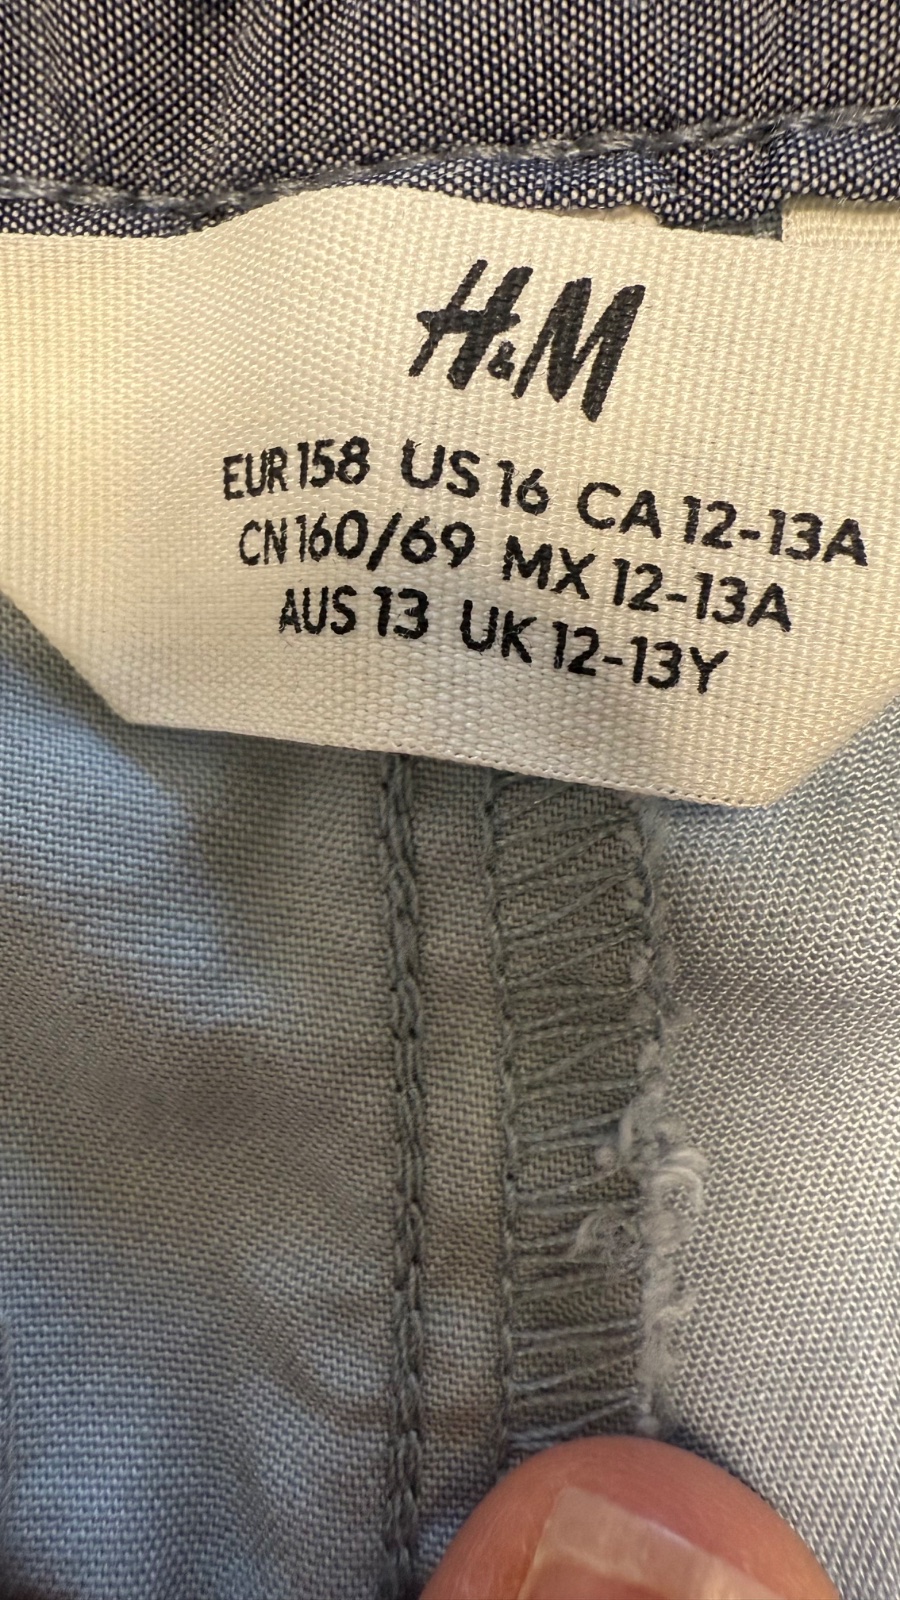 H&M
EUR 158 US 16 CA 12-13A
CN 160/69 MX 12-13A
AUS 13 UK 12-13Y